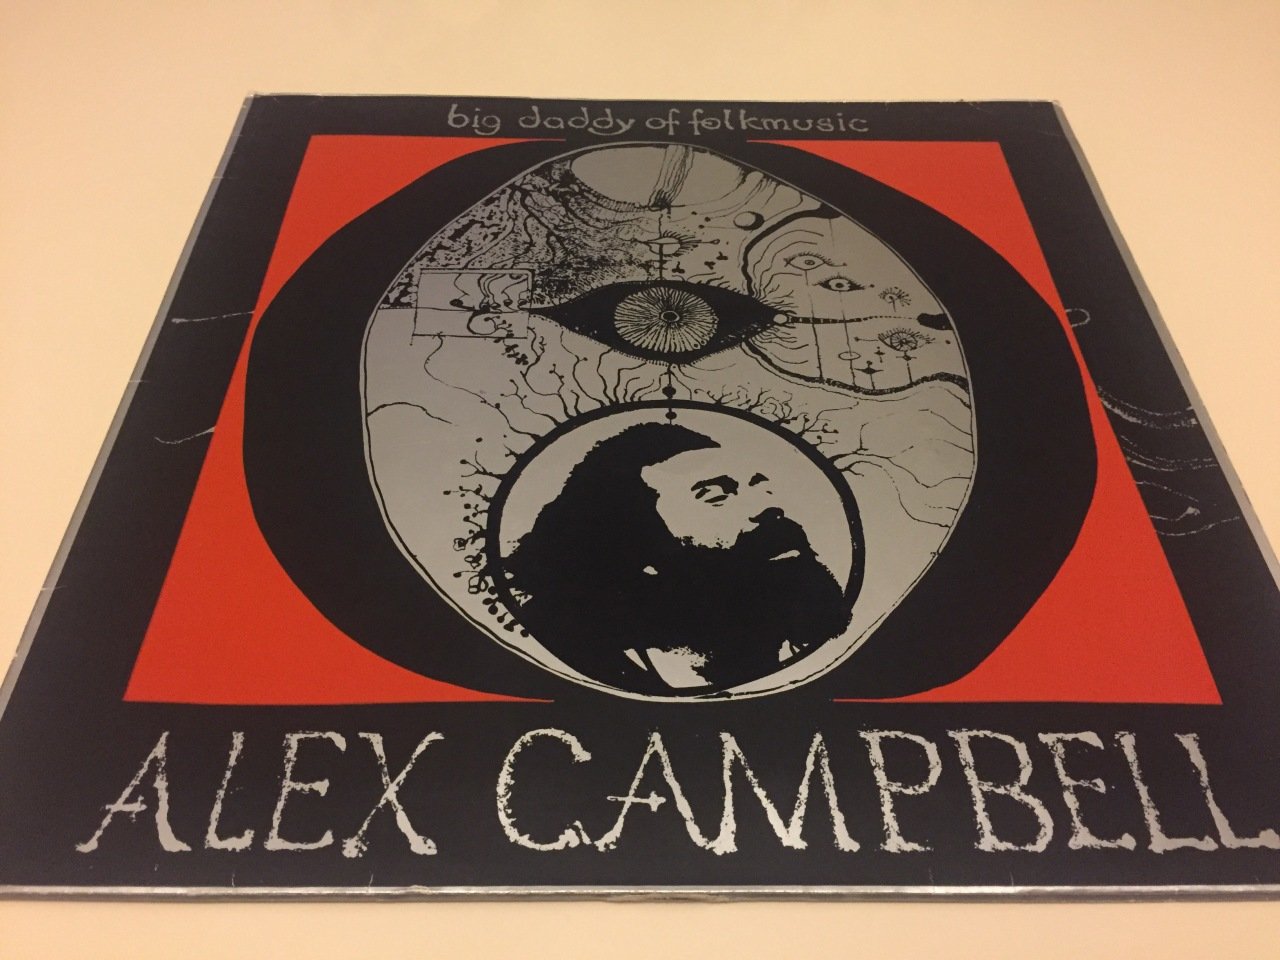 big daddy of folkmusic
ALEX CAMPBELL